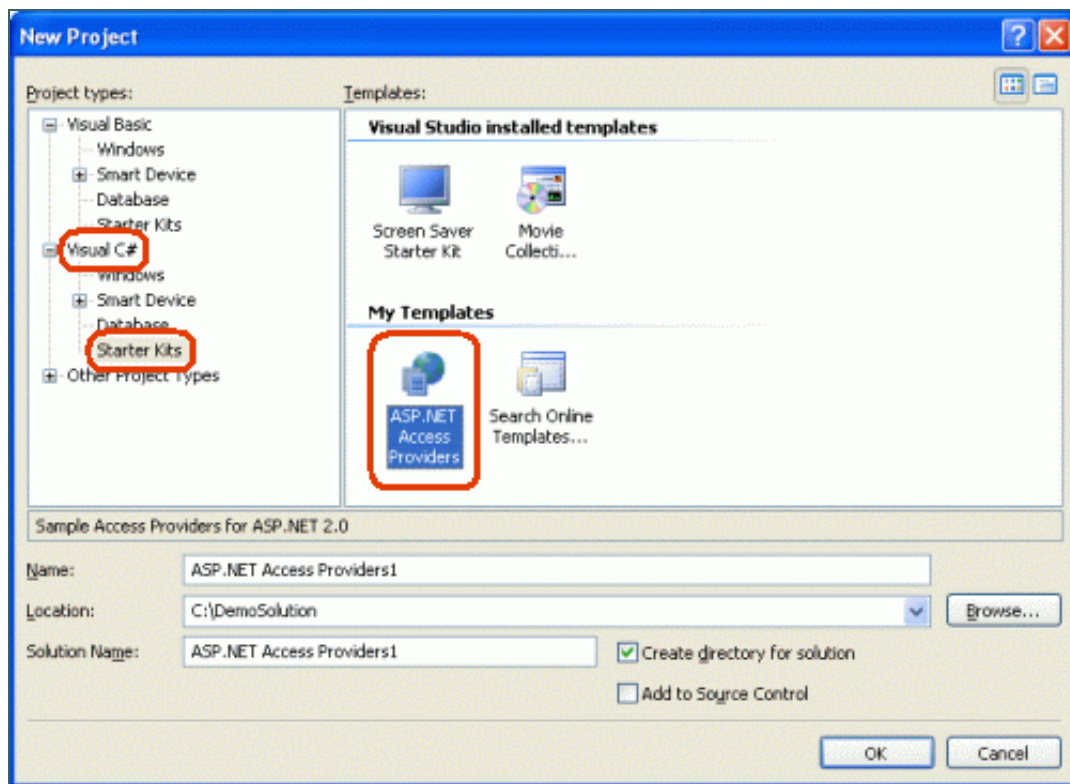 New Project
Project types:
Templates:
Visual Basic
Windows
Smart Device
Database
Starter Kits
Visual C#
Windows
Smart Device
Database
Starter Kits
Other Project Types
Visual Studio installed templates
Screen Saver
Starter Kit
Movie
Collecti...
My Templates
ASP.NET
Access
Providers
Search Online
Templates...
Sample Access Providers for ASP.NET 2.0
Name:
ASP.NET Access Providers1
Location:
C:\DemoSolution
Browse...
Solution Name:
ASP.NET Access Providers1
Create directory for solution
Add to Source Control
OK
Cancel